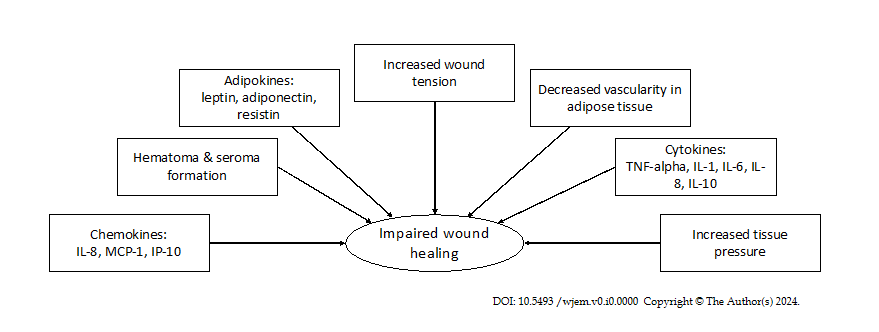 Increased wound
tension
Adipokines:
leptin, adiponectin,
resistin
Decreased vascularity in
adipose tissue
Hematoma & seroma
formation
Cytokines:
TNF-alpha, IL-1, IL-6, IL-
8, IL-10
Chemokines:
IL-8, MCP-1, IP-10
Impaired wound
healing
Increased tissue
pressure
DOI: 10.5493 /wjem.v0.i0.0000 Copyright © The Author(s) 2024.